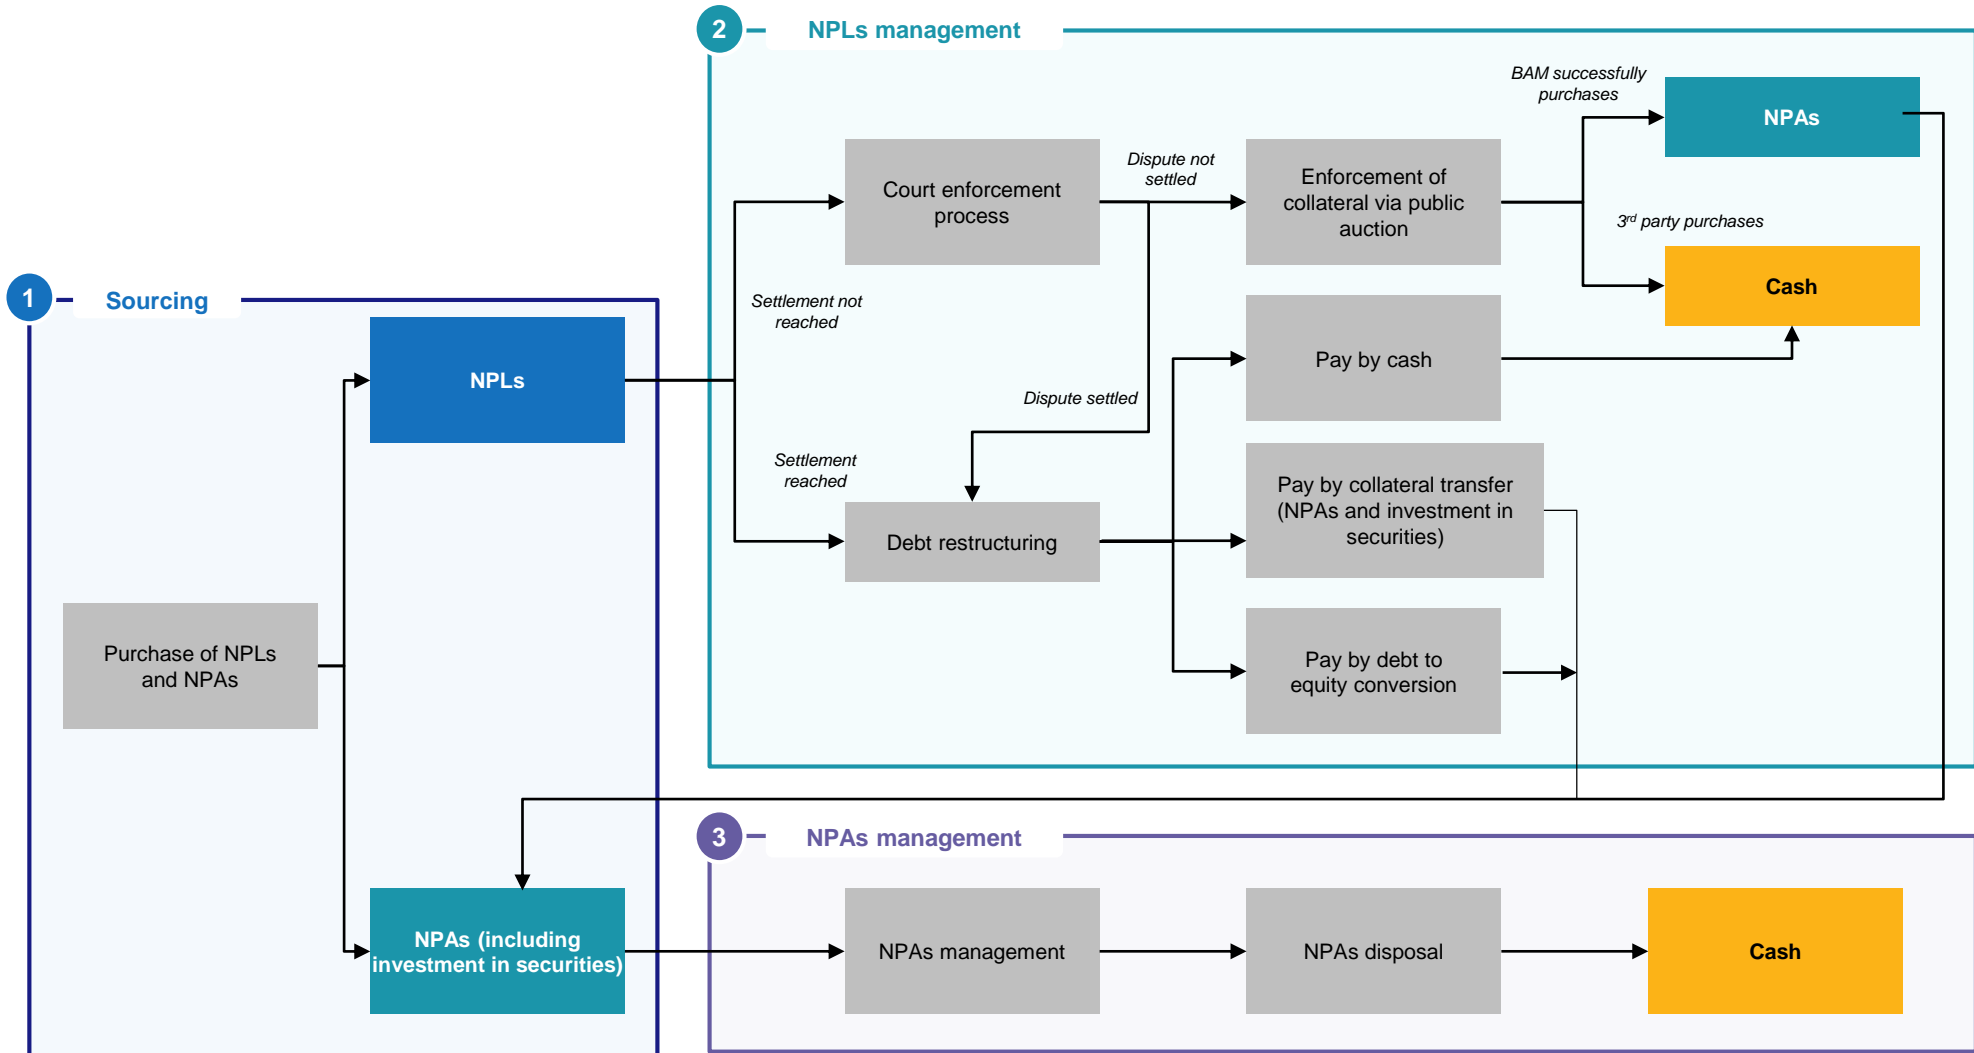 1
Sourcing
Purchase of NPLs
and NPAs
NPLs
NPAs (including
investment in securities)
2
NPLs management
Settlement not
reached
Settlement
reached
Court enforcement
process
Dispute not
settled
Dispute settled
Debt restructuring
Enforcement of
collateral via public
auction
Pay by cash
Pay by collateral transfer
(NPAs and investment in
securities)
Pay by debt to
equity conversion
BAM successfully
purchases
NPAs
3rd party purchases
Cash
3
NPAs management
NPAs management
NPAs disposal
Cash